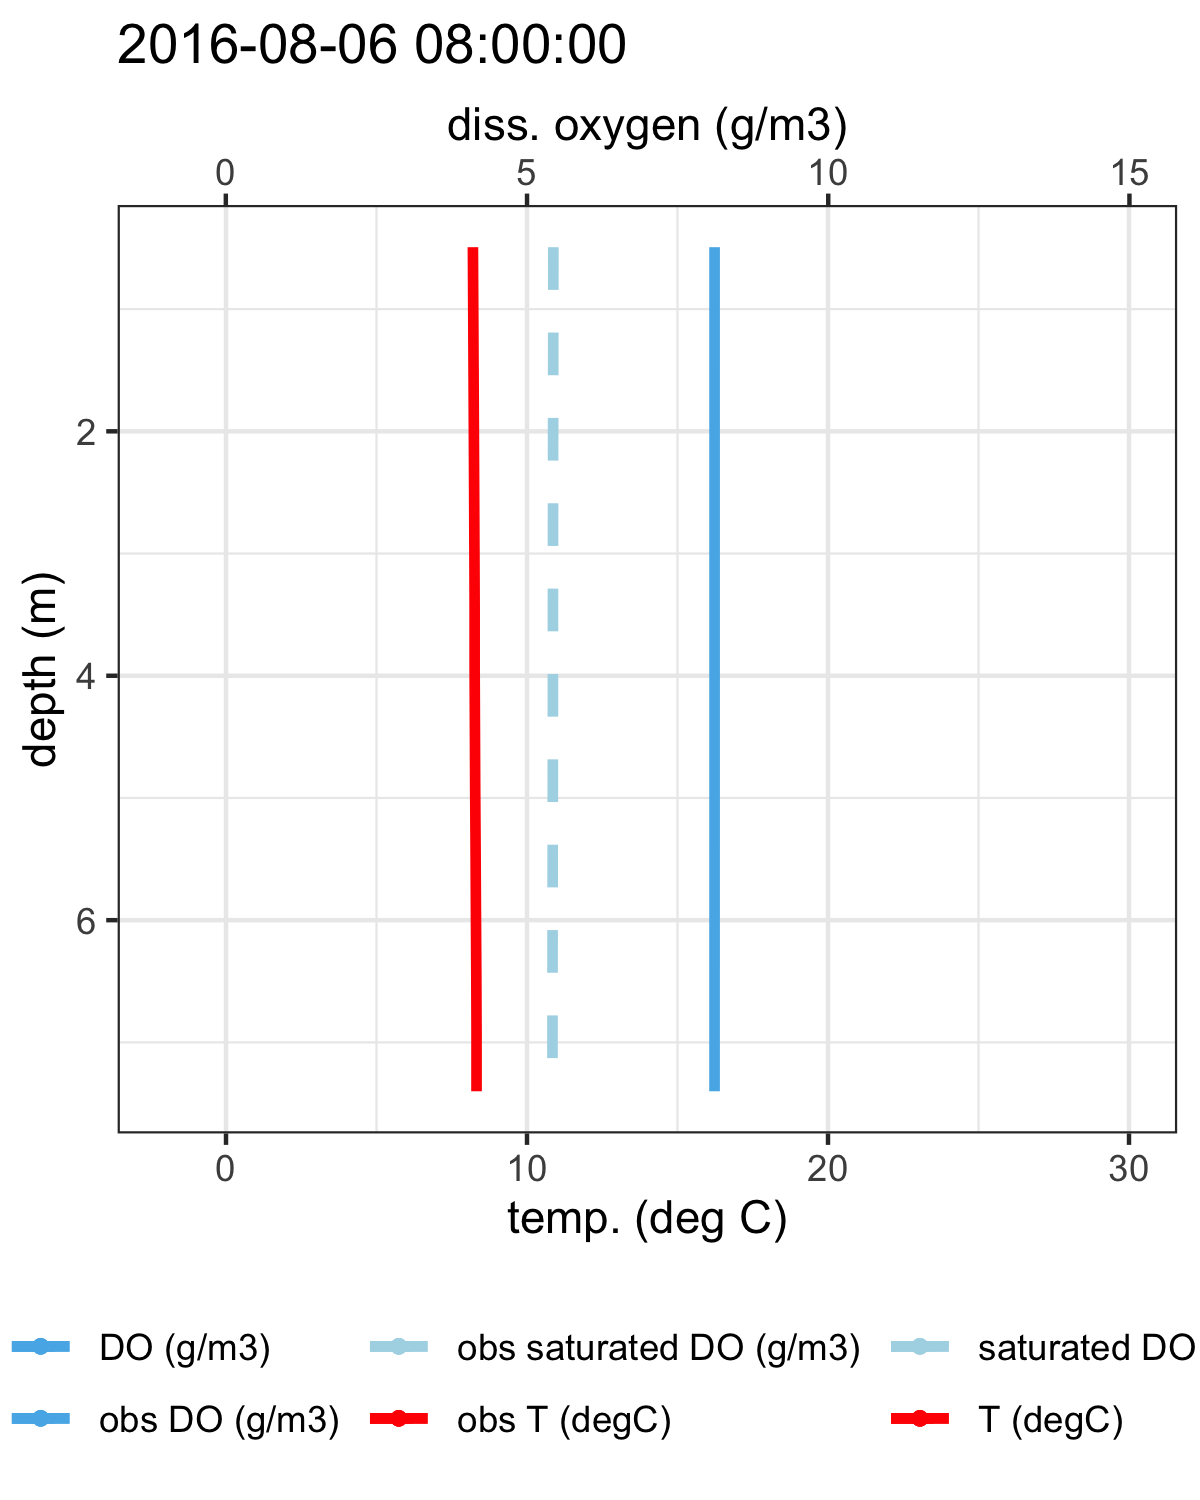 2016-08-06 08:00:00
diss. oxygen (g/m3)
0 5 10 15
depth (m)
2
4
6
0 10 20 30
temp. (deg C)
DO (g/m3) obs saturated DO (g/m3) saturated DO
obs DO (g/m3) obs T (degC) T (degC)